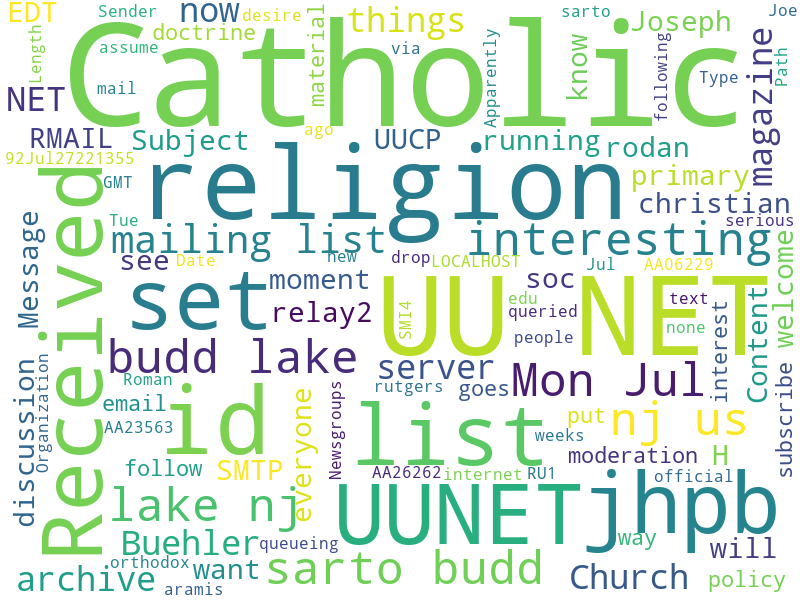 EDT
Sender
now
desire
things
sarto
Joseph
Joe
Length
assume
doctrine
material
via
Catholic
know
following
magazine
Path
mail
Apparently
Type
NET
RMAIL
Subject
ago
UUCP
running
rodan
92Jul27221355
GMT
religion
primary
christian
Received
Tue
mailing list
interesting
serious
Message
see
Date
new
drop
LOCALHOST
Jul
AA06229
welcome
set
moment
UU NET
soc
relay2
SMI4
edu
queried
text
none
people
budd lake
server
interest
Content
Organization
Roman
rutgers
goes
Mon Jul
discussion
email
id
everyone
Newsgroups
list
put
nj us
subscribe
AA23563
weeks
follow
SMTP
AA26262
internet
RU1
moderation
H
official
lake nj
UUNET
jhpb
Buehler
queueing
way
will
archive
orthodox
want
sarto budd
Church
policy
aramis